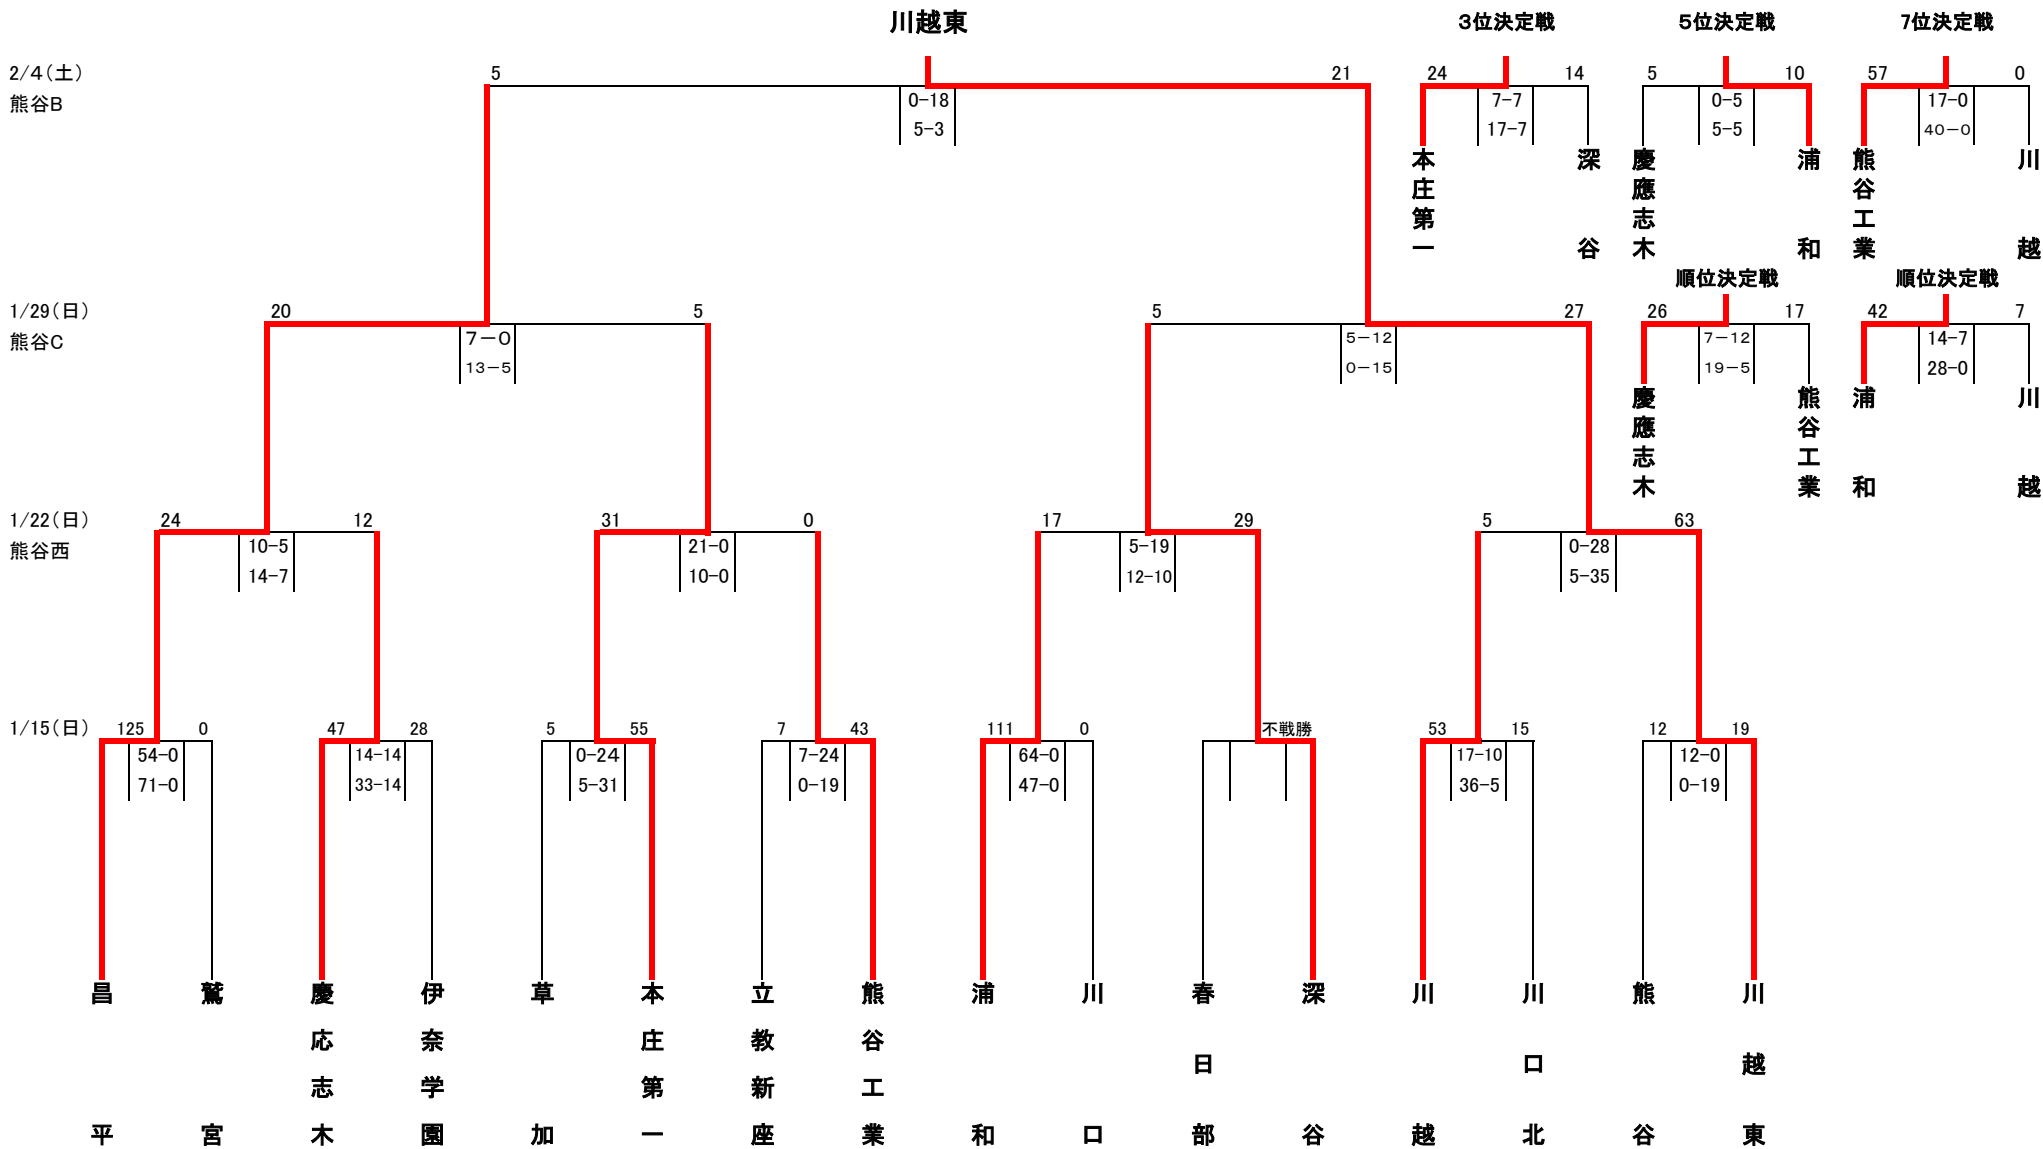 川越東
3位決定戦 5位決定戦 7位決定戦
2/4(土) 5 21 24 14 5 10 57 0
熊谷B 0-18 7-7 0-5 17-0
5-3 17-7 5-5 40-0
本庄第一 深谷 慶應志木 浦和 熊谷工業 川越
順位決定戦 順位決定戦
1/29(日) 20 5 5 27 26 17 42 7
熊谷C 7-0 5-12 7-12 14-7
13-5 0-15 19-5 28-0
慶應志木 熊谷工業 浦和 川越
1/22(日) 24 12 31 0 17 29 5 63
熊谷西 10-5 21-0 5-19 0-28
14-7 10-0 12-10 5-35
1/15(日) 125 0 47 28 5 55 7 43 111 0 不戦勝 53 15 12 19
54-0 14-14 0-24 7-24 64-0 17-10 12-0
71-0 33-14 5-31 0-19 47-0 36-5 0-19
昌平 鷲宮 慶応志木 伊奈学園 草加 本庄第一 立教新座 熊谷工業 浦和 川口 春日部 深谷 川越 川口北 熊谷 川越東